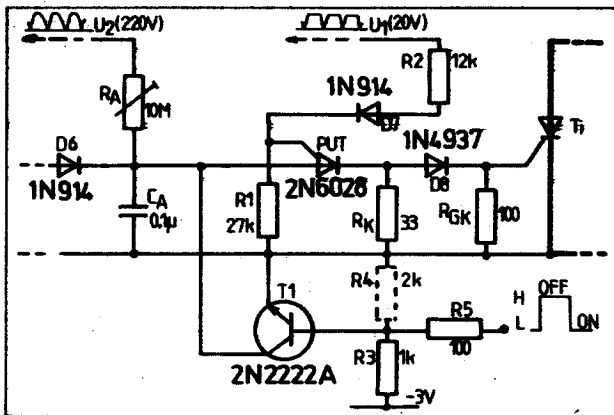 U2(220V)
U1(20V)
R2
12k
RA
10M
1N914
D7
D6
PUT
1N4937
Ti
1N914
2N6028
D8
CA
0.1µ
R1
27k
RK
33
RGK
100
R4
2k
T1
H
OFF
R5
L
ON
100
R3
1k
2N2222A
-3V